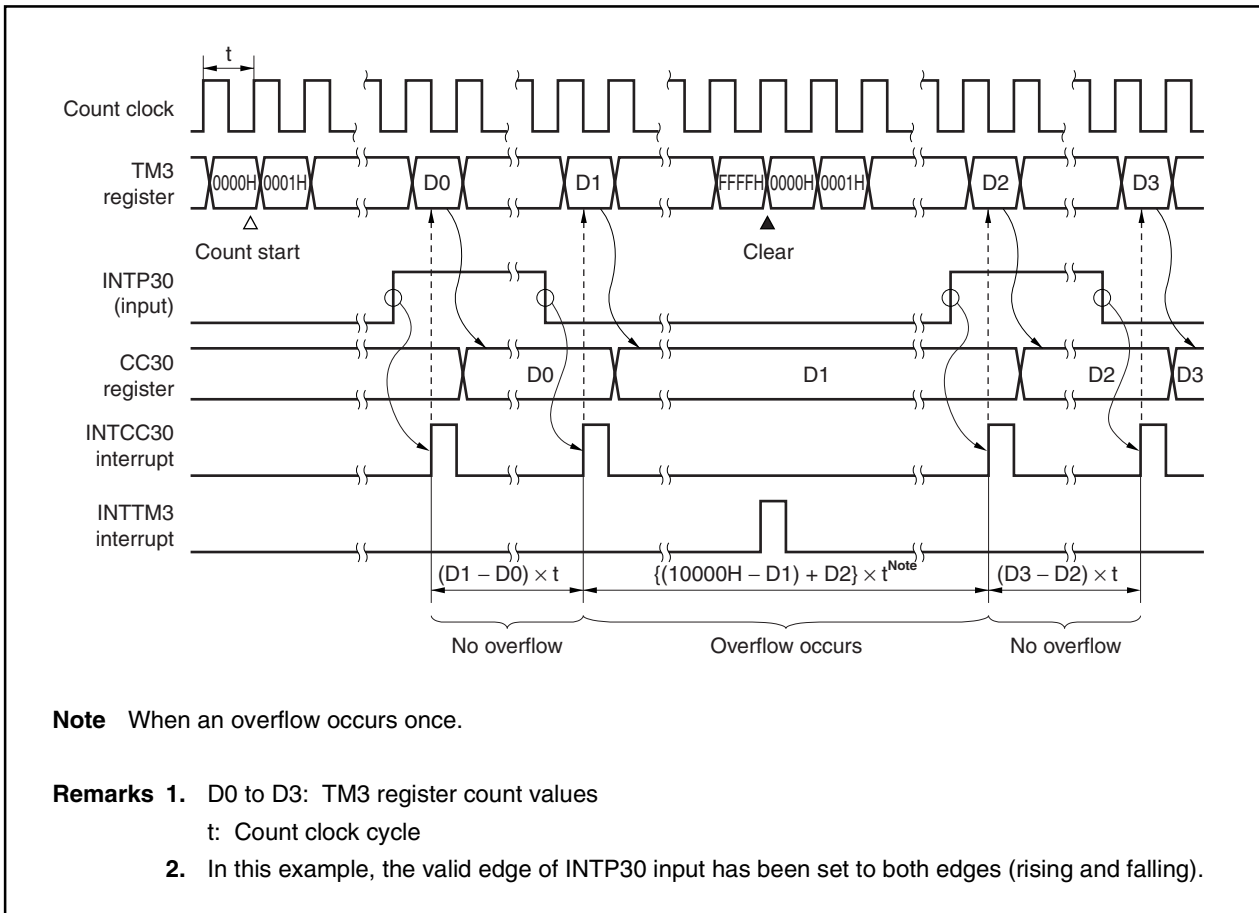 t
Count clock
TM3
register
0000H 0001H D0 D1 FFFFH 0000H 0001H D2 D3
Count start
Clear
INTP30
(input)
CC30
register
D0 D1 D2 D3
INTCC30
interrupt
INTTM3
interrupt
(D1 − D0) × t {(10000H − D1) + D2} × tNote (D3 − D2) × t
No overflow Overflow occurs No overflow
Note When an overflow occurs once.
Remarks 1. D0 to D3: TM3 register count values
t: Count clock cycle
2. In this example, the valid edge of INTP30 input has been set to both edges (rising and falling).